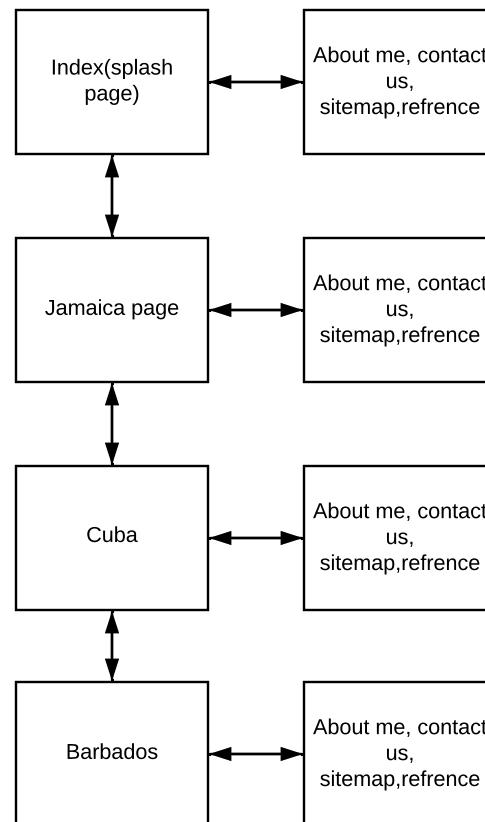 Index(splash
page)
About me, contact
us,
sitemap,refrence
Jamaica page
About me, contact
us,
sitemap,refrence
Cuba
About me, contact
us,
sitemap,refrence
Barbados
About me, contact
us,
sitemap,refrence